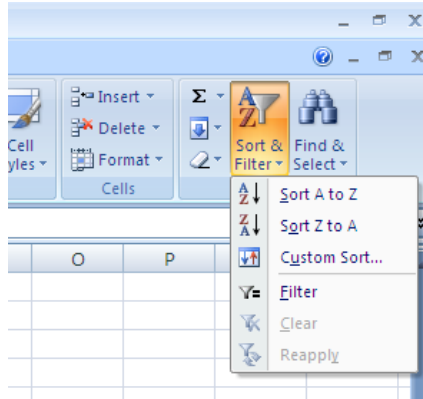 Insert
Delete
Format
Cells
Cell
yles
Σ
Sort &
Filter
Find &
Select
A
Z
Sort A to Z
Sort Z to A
Custom Sort...
Filter
Clear
Reapply
O
P